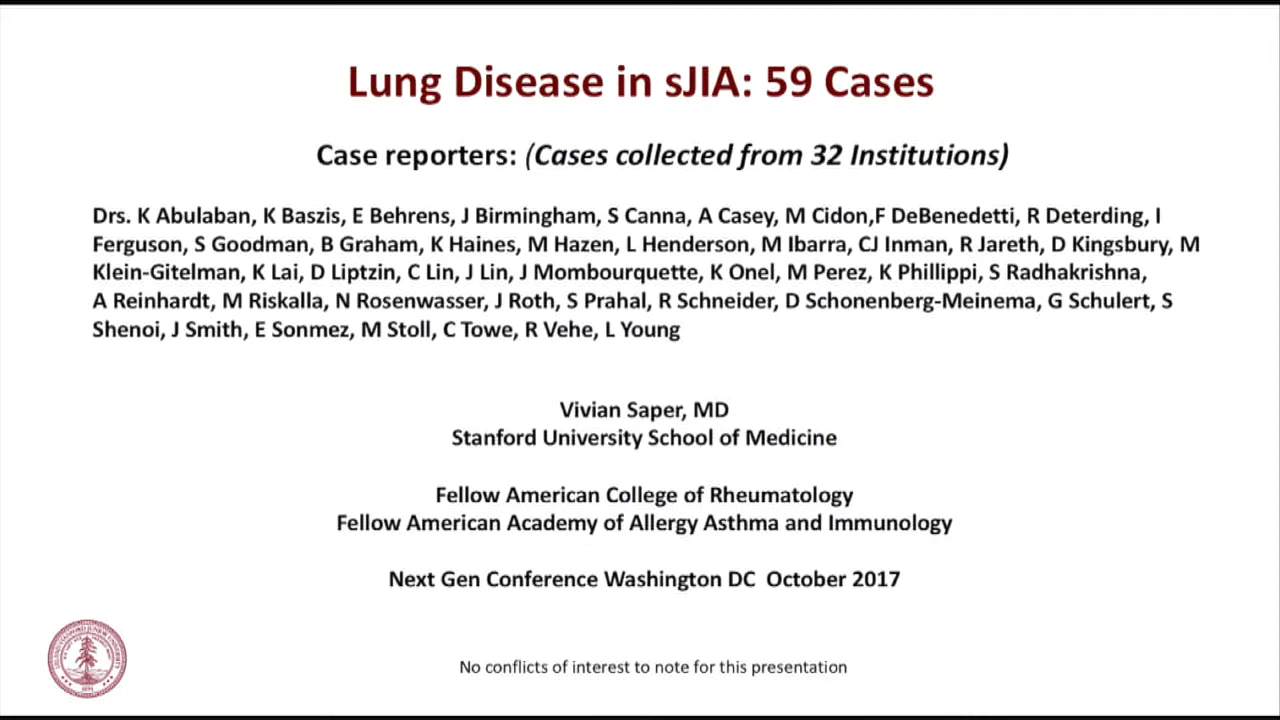 Lung Disease in sJIA: 59 Cases
Case reporters: (Cases collected from 32 Institutions)
Drs. K Abulaban, K Baszis, E Behrens, J Birmingham, S Canna, A Casey, M Cidon,F DeBenedetti, R Deterding, I
Ferguson, S Goodman, B Graham, K Haines, M Hazen, L Henderson, M Ibarra, CJ Inman, R Jareth, D Kingsbury, M
Klein-Gitelman, K Lai, D Liptzin, C Lin, J Lin, J Mombourquette, K Onel, M Perez, K Phillippi, S Radhakrishna,
A Reinhardt, M Riskalla, N Rosenwasser, J Roth, S Prahal, R Schneider, D Schonenberg-Meinema, G Schulert, S
Shenoi, J Smith, E Sonmez, M Stoll, C Towe, R Vehe, L Young
Vivian Saper, MD
Stanford University School of Medicine
Fellow American College of Rheumatology
Fellow American Academy of Allergy Asthma and Immunology
Next Gen Conference Washington DC  October 2017
No conflicts of interest to note for this presentation